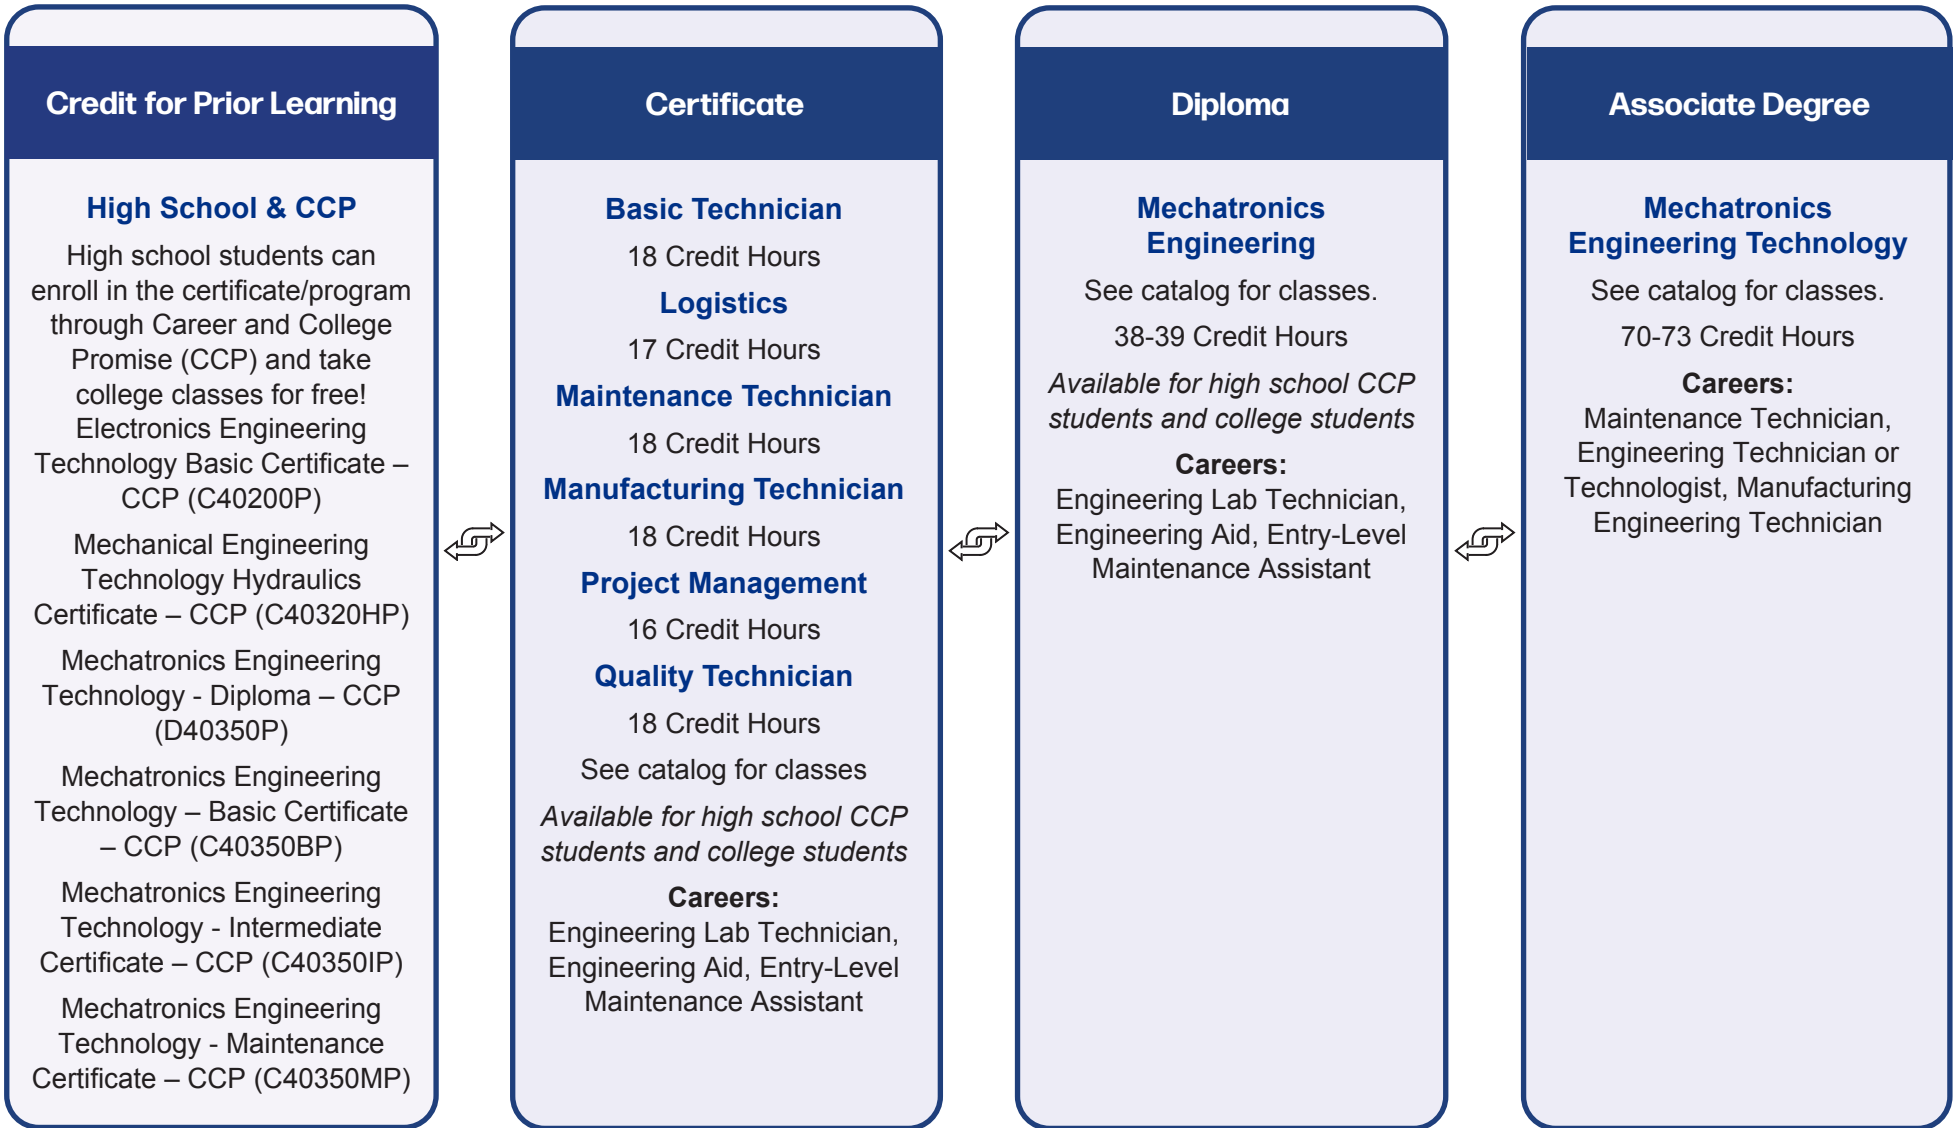 Credit for Prior Learning
High School & CCP
High school students can
enroll in the certificate/program
through Career and College
Promise (CCP) and take
college classes for free!
Electronics Engineering
Technology Basic Certificate –
CCP (C40200P)
Mechanical Engineering
Technology Hydraulics
Certificate – CCP (C40320HP)
Mechatronics Engineering
Technology - Diploma – CCP
(D40350P)
Mechatronics Engineering
Technology – Basic Certificate
– CCP (C40350BP)
Mechatronics Engineering
Technology - Intermediate
Certificate – CCP (C40350IP)
Mechatronics Engineering
Technology - Maintenance
Certificate – CCP (C40350MP)
Certificate
Basic Technician
18 Credit Hours
Logistics
17 Credit Hours
Maintenance Technician
18 Credit Hours
Manufacturing Technician
18 Credit Hours
Project Management
16 Credit Hours
Quality Technician
18 Credit Hours
See catalog for classes
Available for high school CCP
students and college students
Careers:
Engineering Lab Technician,
Engineering Aid, Entry-Level
Maintenance Assistant
Diploma
Mechatronics
Engineering
See catalog for classes.
38-39 Credit Hours
Available for high school CCP
students and college students
Careers:
Engineering Lab Technician,
Engineering Aid, Entry-Level
Maintenance Assistant
Associate Degree
Mechatronics
Engineering Technology
See catalog for classes.
70-73 Credit Hours
Careers:
Maintenance Technician,
Engineering Technician or
Technologist, Manufacturing
Engineering Technician